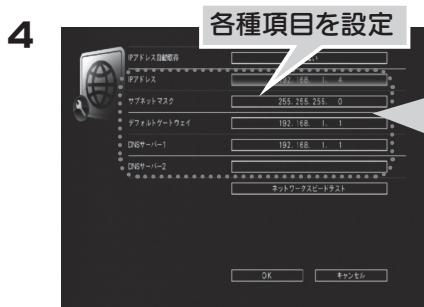 4
各種項目を設定
IPアドレス自動取得
IPアドレス 192.168. 1. 4
サブネットマスク 255.255.255. 0
デフォルトゲートウェイ 192.168. 1. 1
DNSサーバー1 192.168. 1. 1
DNSサーバー2
ネットワークスピードテスト
OK キャンセル